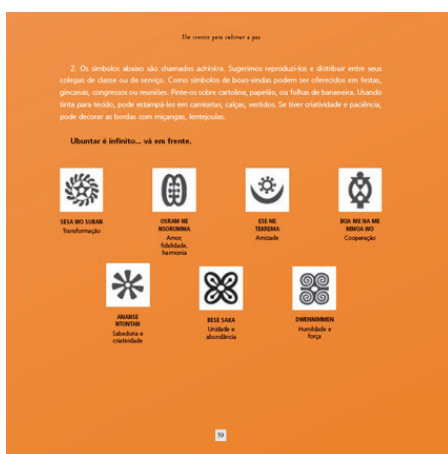 Um convite para cultivar a paz
2. Os símbolos abaixo são chamados adrinkra. Sugerimos reproduzi-los e distribuir entre seus
colegas de classe ou de serviço. Como símbolos de boas-vindas podem ser oferecidos em festas,
gincanas, congressos ou reuniões. Pinte-os sobre cartolina, papelão, ou folhas de bananeira. Usando
tinta para tecido, pode estampá-los em camisetas, calças, vestidos. Se tiver criatividade e paciência,
pode decorar as bordas com miçangas, lentejoulas.
Ubuntar é infinito... vá em frente.
SESA WO SUBAN
Transformação
OSRAM NE
NSOROMMA
Amor,
fidelidade,
harmonia
ESE NE
TEKREMA
Amizade
BOA ME NA ME
MMOA WO
Cooperação
ANANSE
NTONTAN
Sabedoria e
criatividade
BESE SAKA
Unidade e
abundância
DWENNIMMEN
Humildade e
força
59